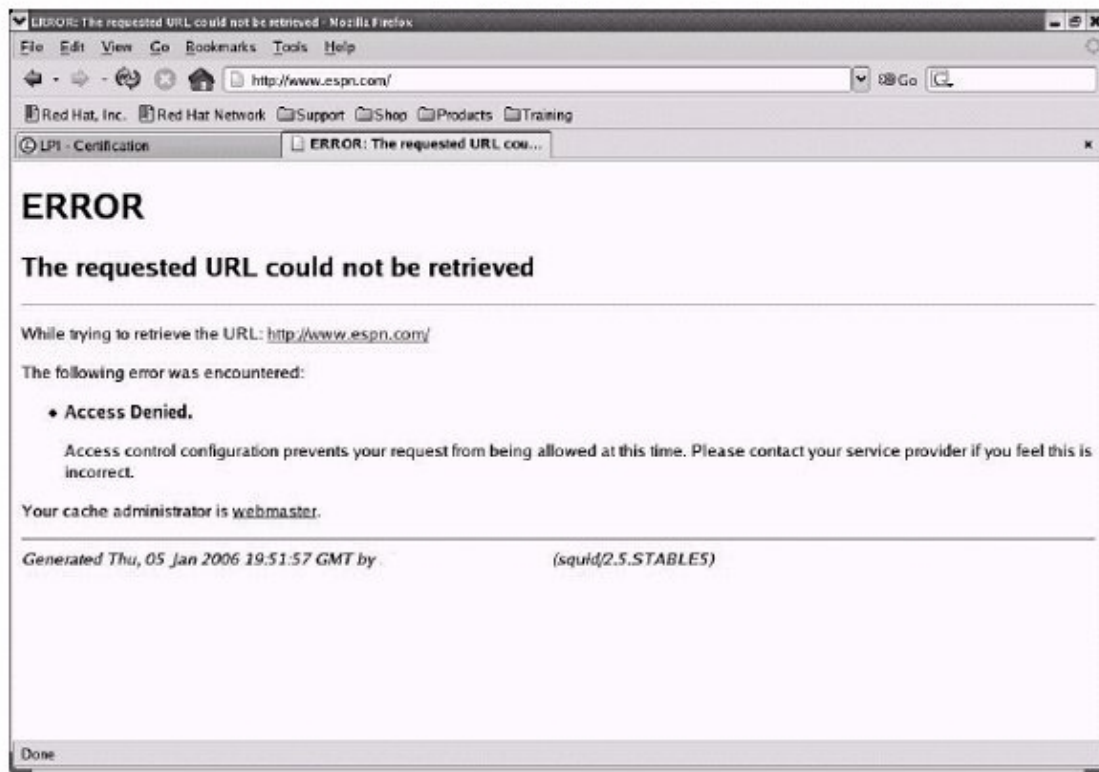 ERROR: The requested URL could not be retrieved - Mozilla Firefox
File Edit View Go Bookmarks Tools Help
http://www.espn.com/ Go G
Red Hat, Inc. Red Hat Network Support Shop Products Training
LPI - Certification ERROR: The requested URL cou...
ERROR
The requested URL could not be retrieved
While trying to retrieve the URL: http://www.espn.com/
The following error was encountered:
• Access Denied.
Access control configuration prevents your request from being allowed at this time. Please contact your service provider if you feel this is
incorrect.
Your cache administrator is webmaster.
Generated Thu, 05 Jan 2006 19:51:57 GMT by (squid/2.5.STABLE5)
Done